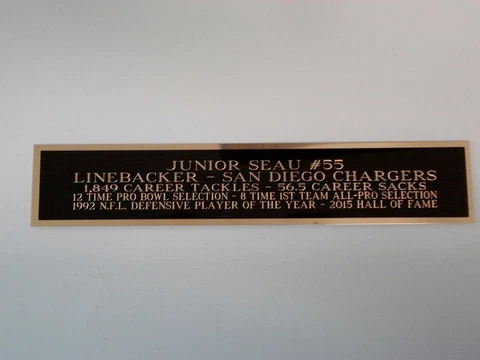 JUNIOR SEAU #55
LINEBACKER - SAN DIEGO CHARGERS
1,849 CAREER TACKLES - 56.5 CAREER SACKS
12 TIME PRO BOWL SELECTION - 8 TIME 1ST TEAM ALL-PRO SELECTION
1992 N.F.L. DEFENSIVE PLAYER OF THE YEAR - 2015 HALL OF FAME